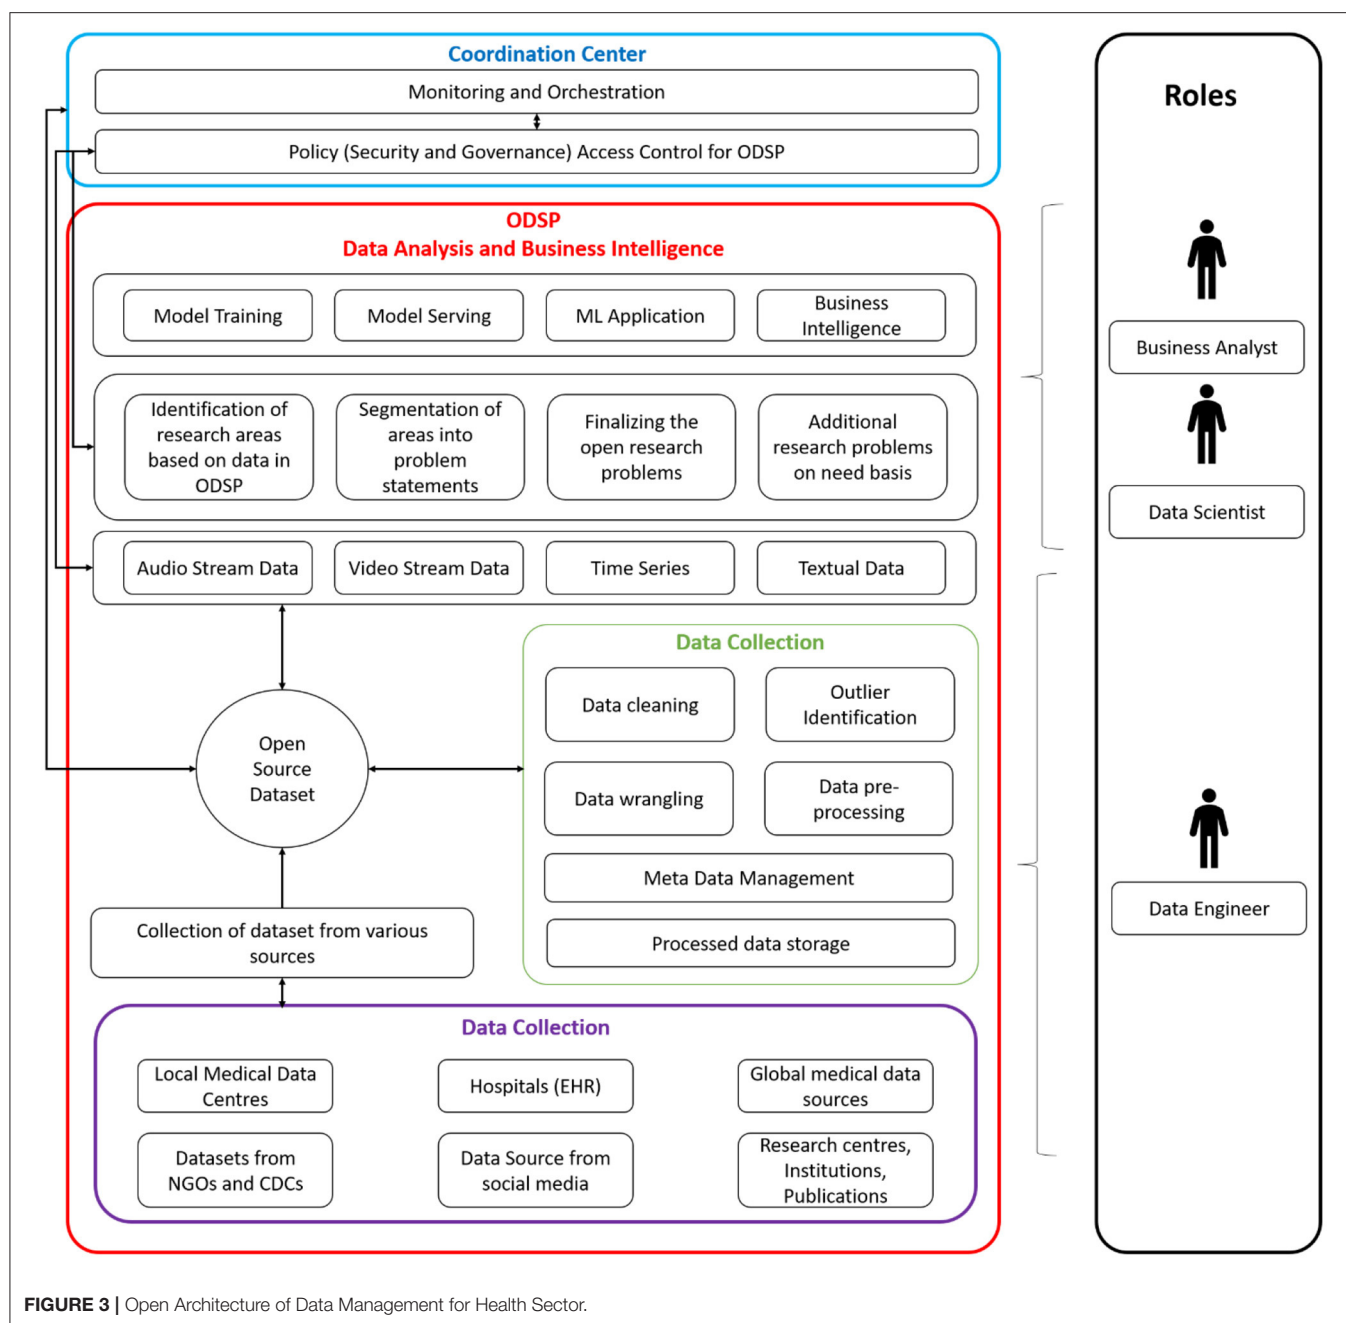 Coordination Center
Monitoring and Orchestration
Policy (Security and Governance) Access Control for ODSP
ODSP
Data Analysis and Business Intelligence
Model Training
Model Serving
ML Application
Business
Intelligence
Identification of
research areas
based on data in
ODSP
Segmentation of
areas into
problem
statements
Finalizing the
open research
problems
Additional
research problems
on need basis
Audio Stream Data
Video Stream Data
Time Series
Textual Data
Open
Source
Dataset
Data Collection
Data cleaning
Outlier
Identification
Data wrangling
Data pre-
processing
Meta Data Management
Processed data storage
Collection of dataset from various
sources
Data Collection
Local Medical Data
Centres
Hospitals (EHR)
Global medical data
sources
Datasets from
NGOs and CDCs
Data Source from
social media
Research centres,
Institutions,
Publications
Roles
Business Analyst
Data Scientist
Data Engineer
FIGURE 3 | Open Architecture of Data Management for Health Sector.